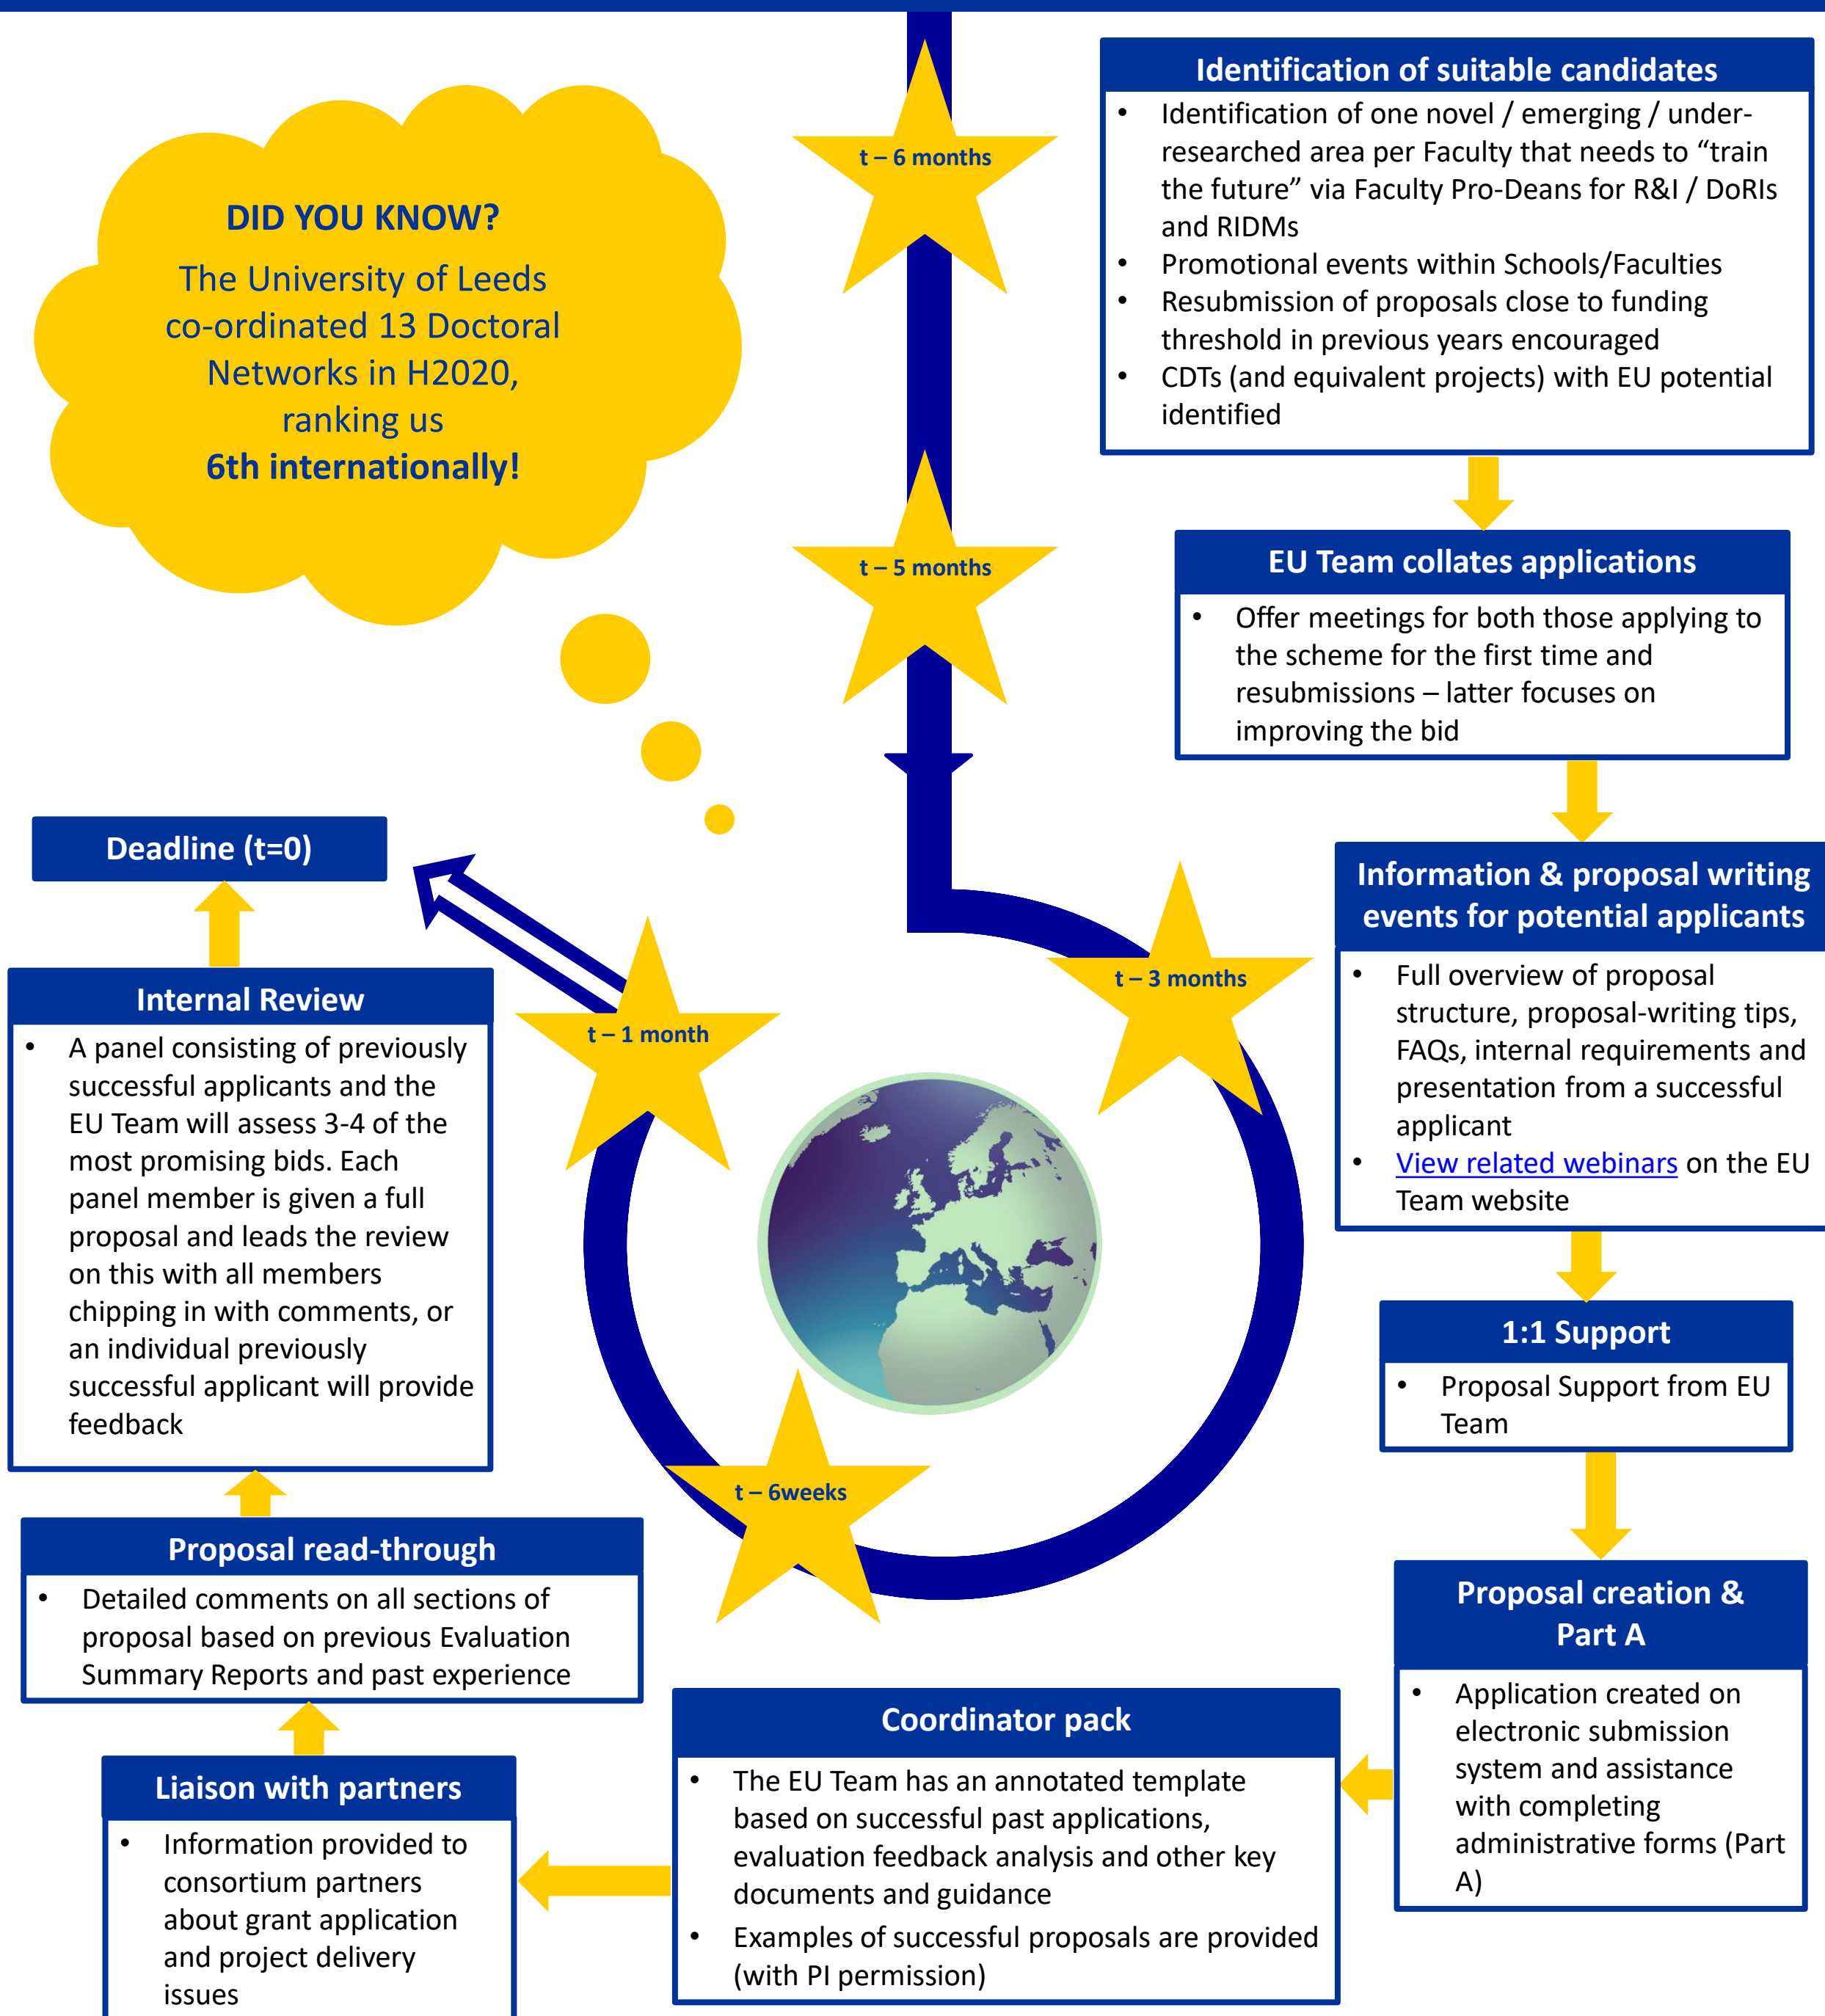 DID YOU KNOW?
The University of Leeds
co-ordinated 13 Doctoral
Networks in H2020,
ranking us
6th internationally!
t – 6 months
t – 5 months
t – 3 months
t – 6weeks
t – 1 month
Identification of suitable candidates
• Identification of one novel / emerging / under-
researched area per Faculty that needs to “train
the future” via Faculty Pro-Deans for R&I / DoRIs
and RIDMs
• Promotional events within Schools/Faculties
• Resubmission of proposals close to funding
threshold in previous years encouraged
• CDTs (and equivalent projects) with EU potential
identified
EU Team collates applications
• Offer meetings for both those applying to
the scheme for the first time and
resubmissions – latter focuses on
improving the bid
Information & proposal writing
events for potential applicants
• Full overview of proposal
structure, proposal-writing tips,
FAQs, internal requirements and
presentation from a successful
applicant
• View related webinars on the EU
Team website
1:1 Support
• Proposal Support from EU
Team
Proposal creation &
Part A
• Application created on
electronic submission
system and assistance
with completing
administrative forms (Part
A)
Coordinator pack
• The EU Team has an annotated template
based on successful past applications,
evaluation feedback analysis and other key
documents and guidance
• Examples of successful proposals are provided
(with PI permission)
Liaison with partners
• Information provided to
consortium partners
about grant application
and project delivery
issues
Proposal read-through
• Detailed comments on all sections of
proposal based on previous Evaluation
Summary Reports and past experience
Internal Review
• A panel consisting of previously
successful applicants and the
EU Team will assess 3-4 of the
most promising bids. Each
panel member is given a full
proposal and leads the review
on this with all members
chipping in with comments, or
an individual previously
successful applicant will provide
feedback
Deadline (t=0)